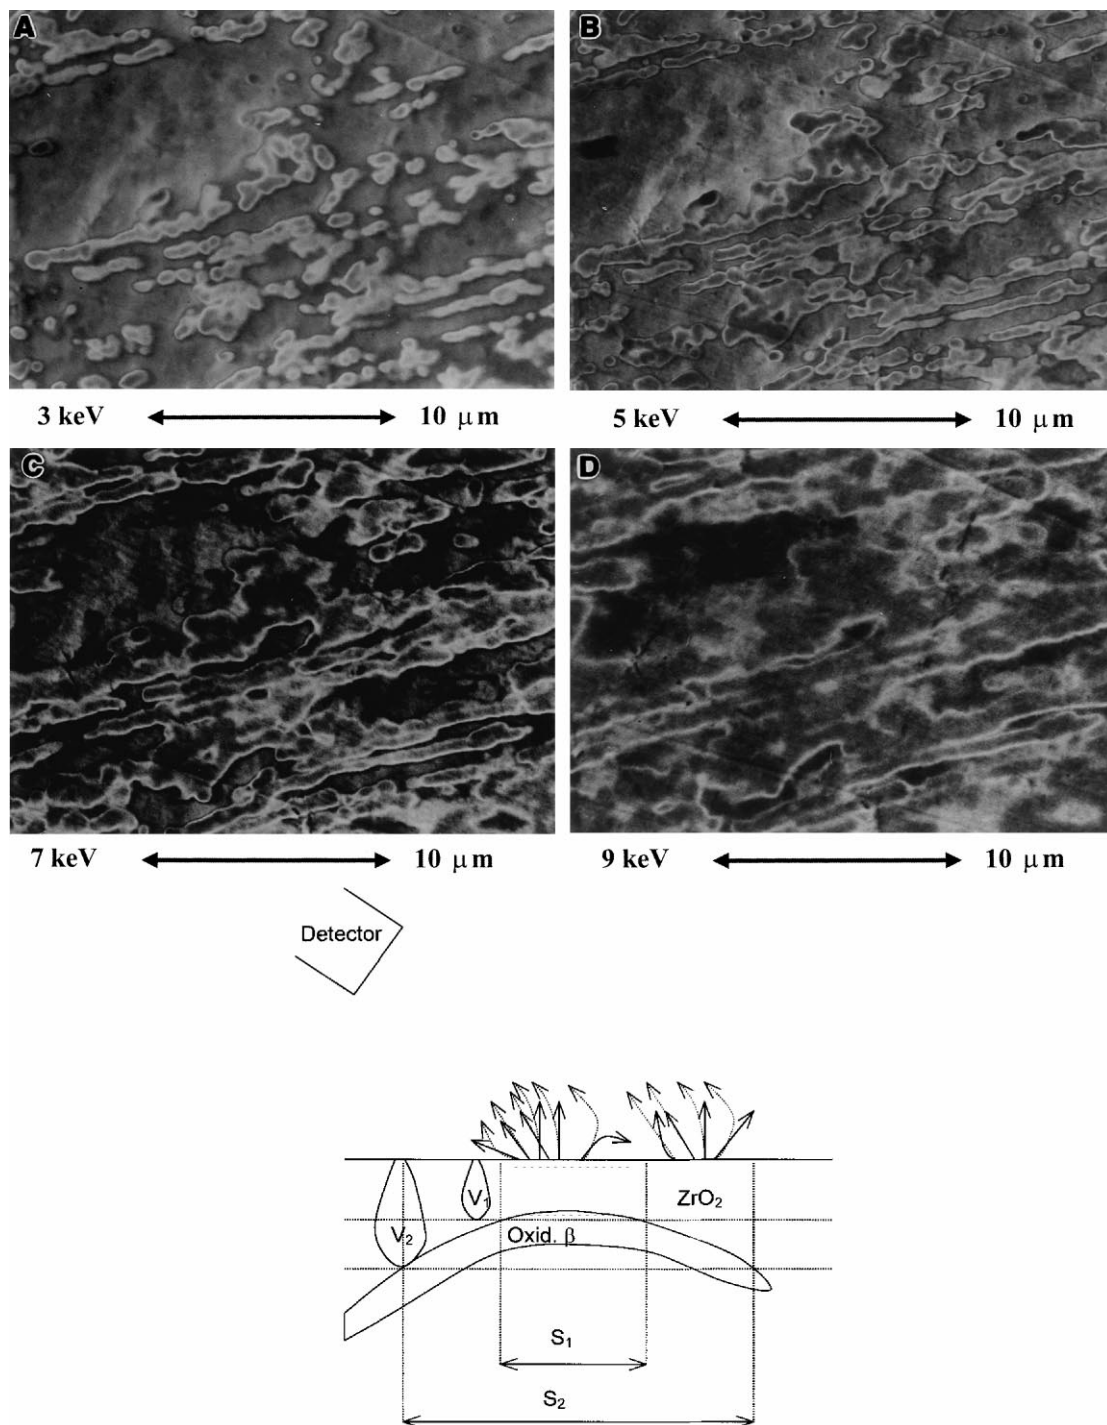 A B
3 keV 10 μm 5 keV 10 μm
C D
7 keV 10 μm 9 keV 10 μm
Detector
V₁ ZrO₂
V₂ Oxid. β
S₁
S₂